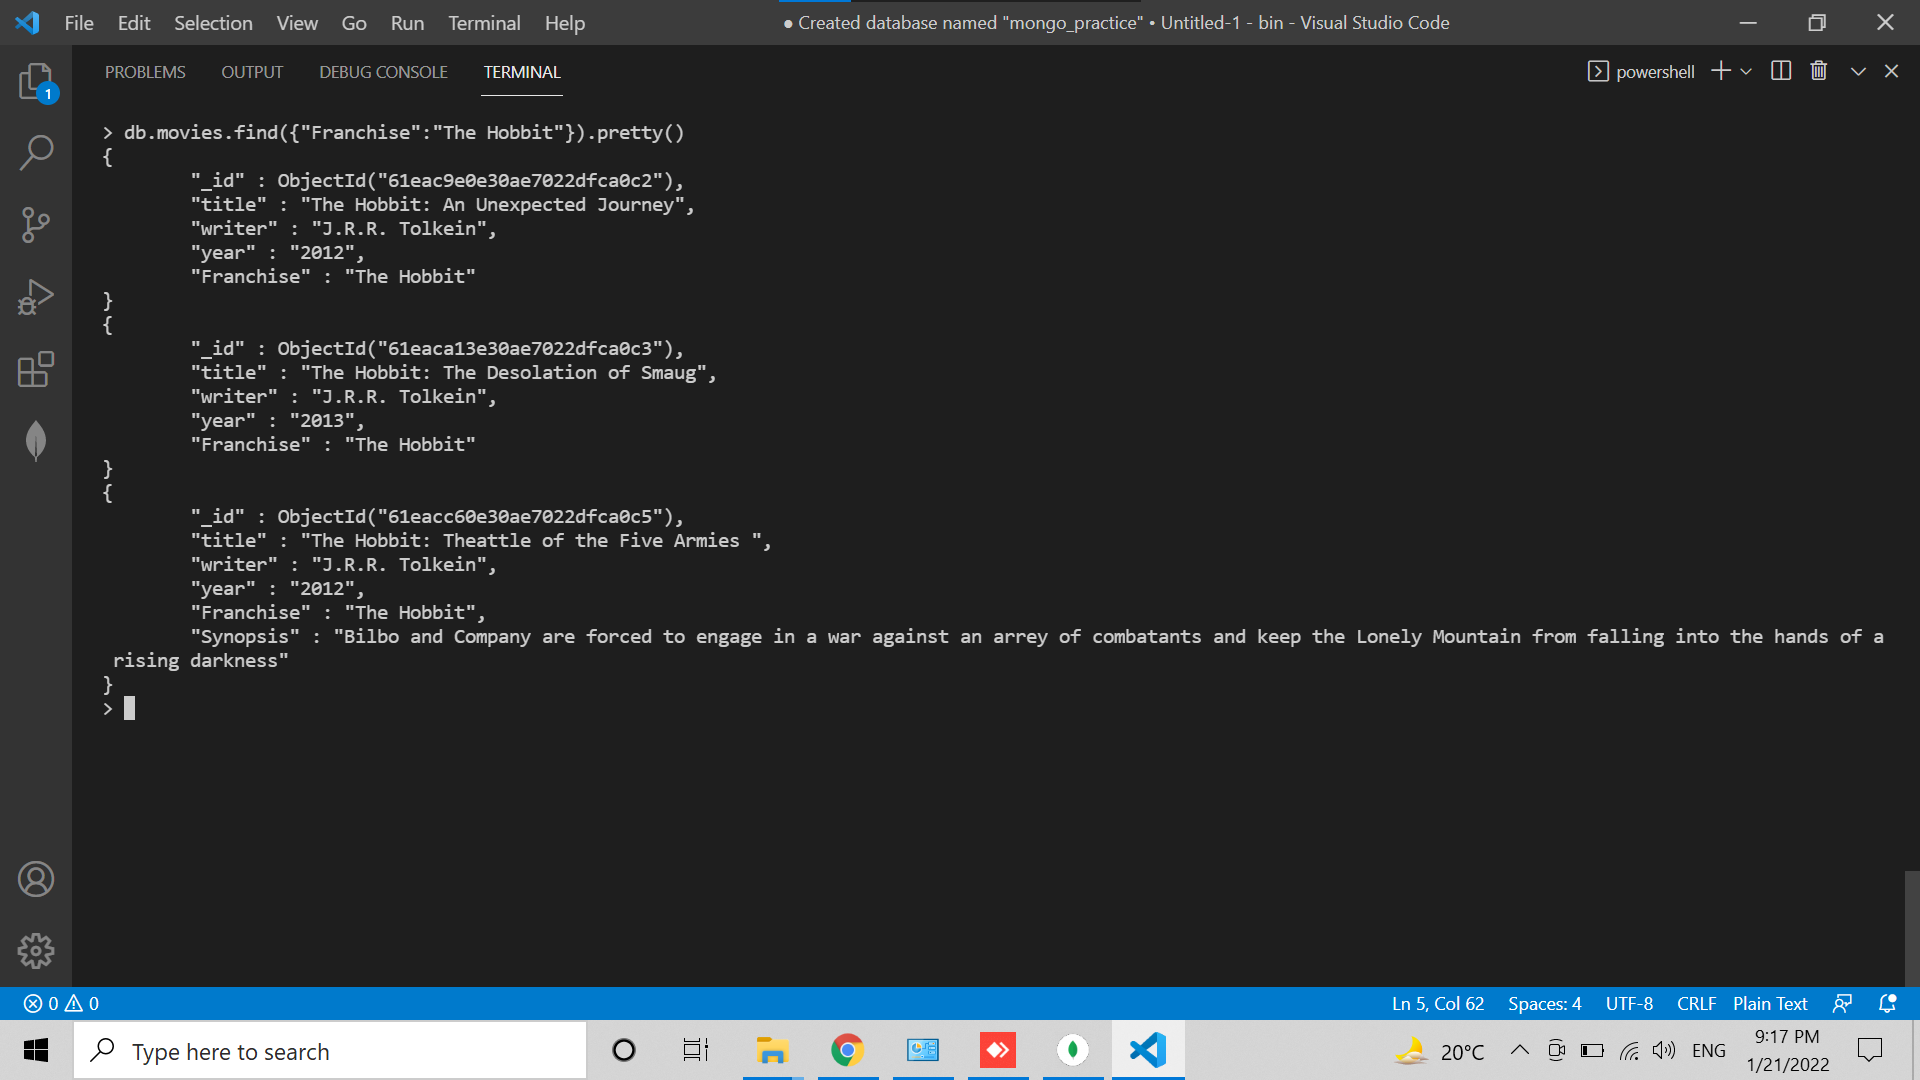 File Edit Selection View Go Run Terminal Help
● Created database named "mongo_practice" • Untitled-1 - bin - Visual Studio Code
1
PROBLEMS OUTPUT DEBUG CONSOLE TERMINAL
powershell
> db.movies.find({"Franchise":"The Hobbit"}).pretty()
{
"_id" : ObjectId("61eac9e0e30ae7022dfca0c2"),
"title" : "The Hobbit: An Unexpected Journey",
"writer" : "J.R.R. Tolkein",
"year" : "2012",
"Franchise" : "The Hobbit"
}
{
"_id" : ObjectId("61eaca13e30ae7022dfca0c3"),
"title" : "The Hobbit: The Desolation of Smaug",
"writer" : "J.R.R. Tolkein",
"year" : "2013",
"Franchise" : "The Hobbit"
}
{
"_id" : ObjectId("61eacc60e30ae7022dfca0c5"),
"title" : "The Hobbit: Theattle of the Five Armies ",
"writer" : "J.R.R. Tolkein",
"year" : "2012",
"Franchise" : "The Hobbit",
"Synopsis" : "Bilbo and Company are forced to engage in a war against an arrey of combatants and keep the Lonely Mountain from falling into the hands of a
rising darkness"
}
>
0 0
Ln 5, Col 62 Spaces: 4 UTF-8 CRLF Plain Text
Type here to search
20°C
ENG
9:17 PM
1/21/2022